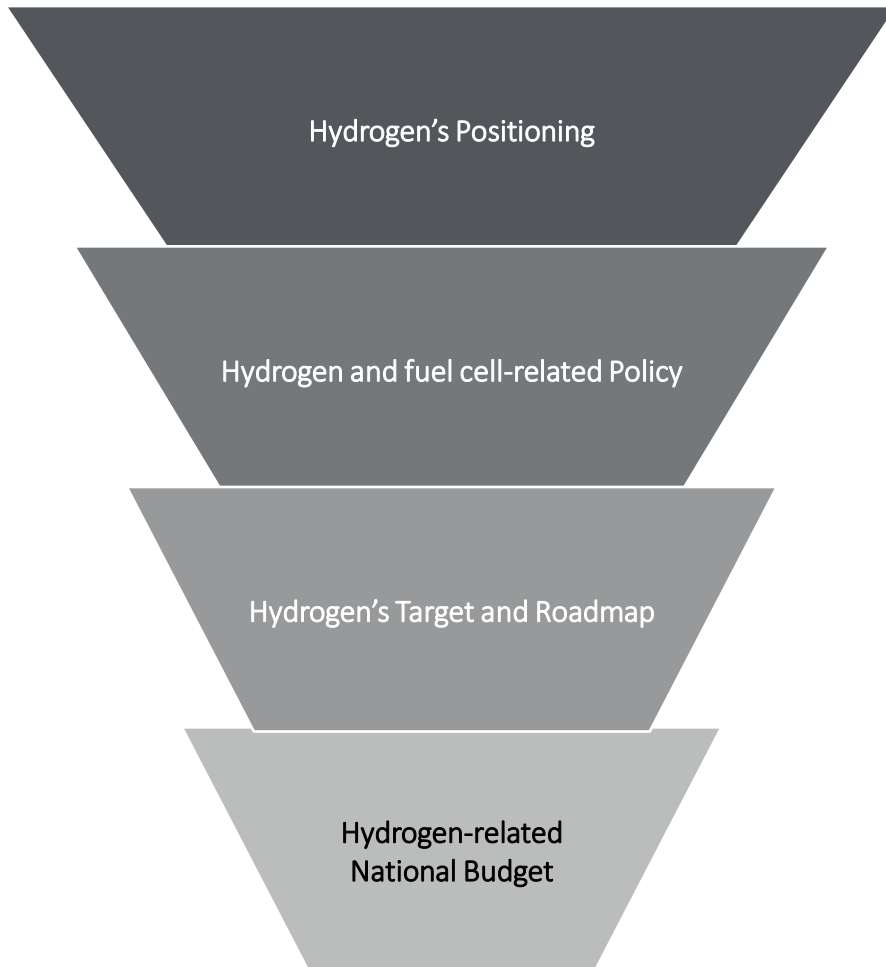 Hydrogen’s Positioning
Hydrogen and fuel cell-related Policy
Hydrogen’s Target and Roadmap
Hydrogen-related
National Budget